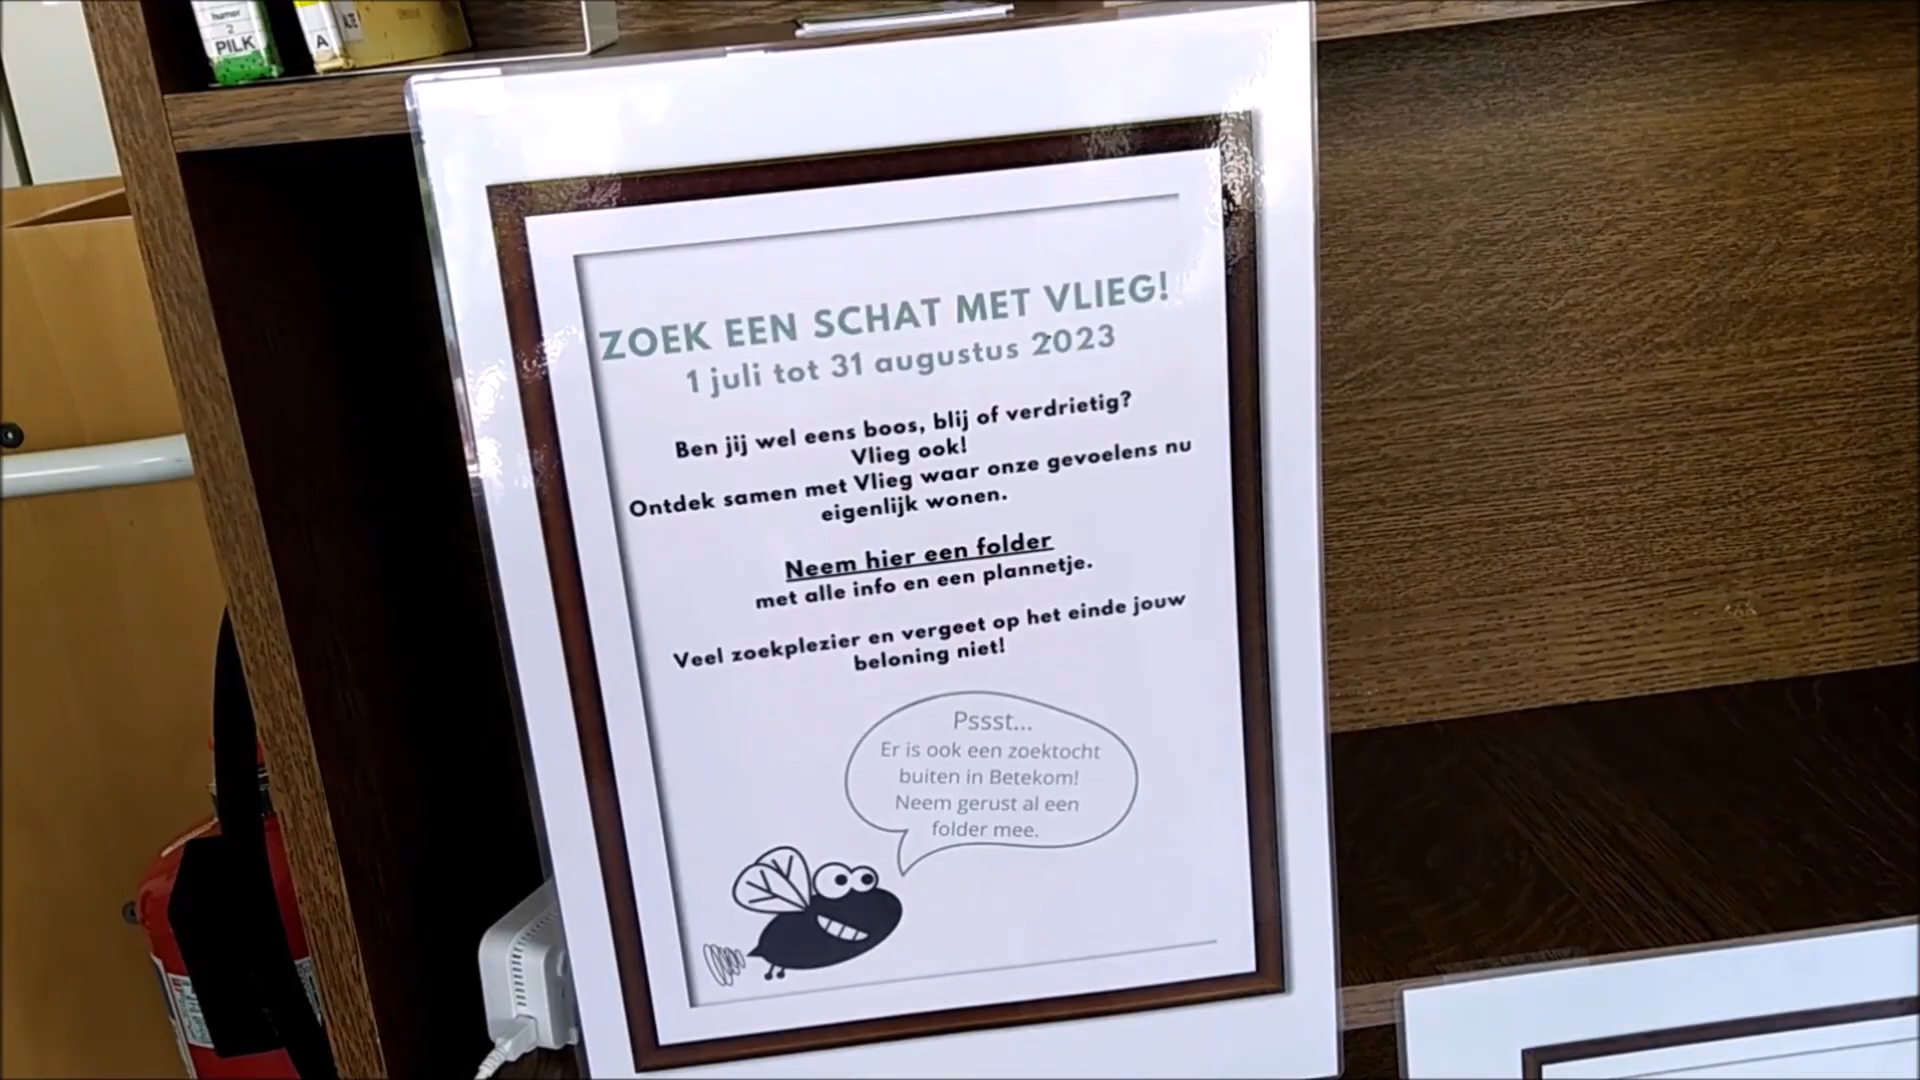 humor
2
PILK
A
ZOEK EEN SCHAT MET VLIEG!
1 juli tot 31 augustus 2023
Ben jij wel eens boos, blij of verdrietig?
Vlieg ook!
Ontdek samen met Vlieg waar onze gevoelens nu
eigenlijk wonen.
Neem hier een folder
met alle info en een plannetje.
Veel zoekplezier en vergeet op het einde jouw
beloning niet!
Pssst...
Er is ook een zoektocht
buiten in Betekom!
Neem gerust al een
folder mee.